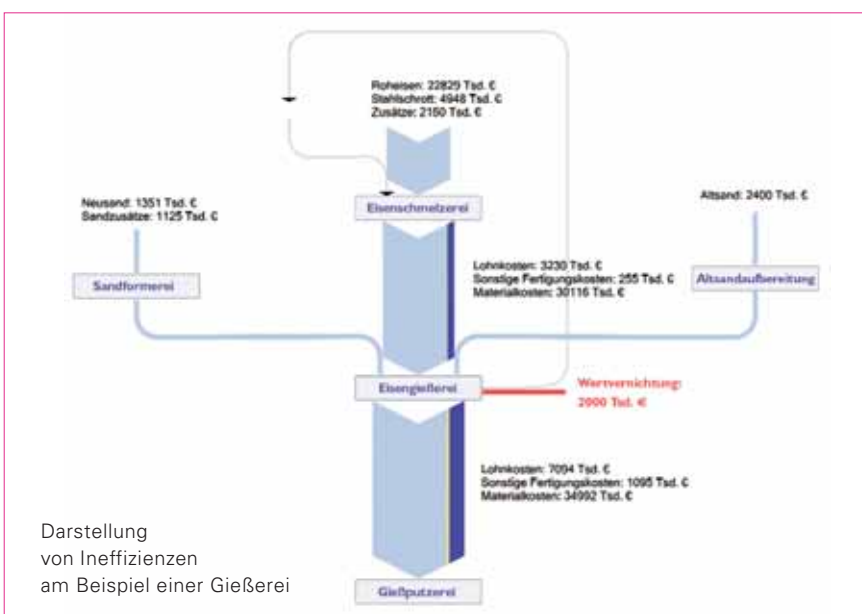 Roheisen: 22829 Tsd. €
Stahlschrott: 4948 Tsd. €
Zusätze: 2150 Tsd. €
Neusand: 1351 Tsd. €
Sandzusätze: 1125 Tsd. €
Altsand: 2400 Tsd. €
Eisenschmelzerei
Sandformerei
Lohnkosten: 3230 Tsd. €
Sonstige Fertigungskosten: 255 Tsd. €
Materialkosten: 30116 Tsd. €
Altsandaufbereitung
Eisengießerei
Wertvernichtung:
2000 Tsd. €
Lohnkosten: 7094 Tsd. €
Sonstige Fertigungskosten: 1095 Tsd. €
Materialkosten: 34992 Tsd. €
Darstellung
von Ineffizienzen
am Beispiel einer Gießerei
Gießputzerei